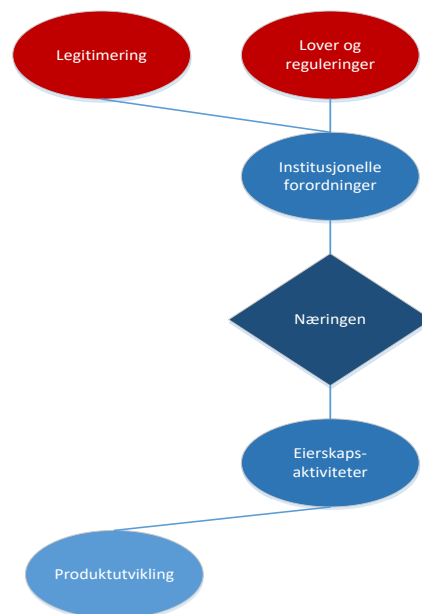 Legitimering
Lover og
reguleringer
Institusjonelle
forordninger
Næringen
Eierskaps-
aktiviteter
Produktutvikling